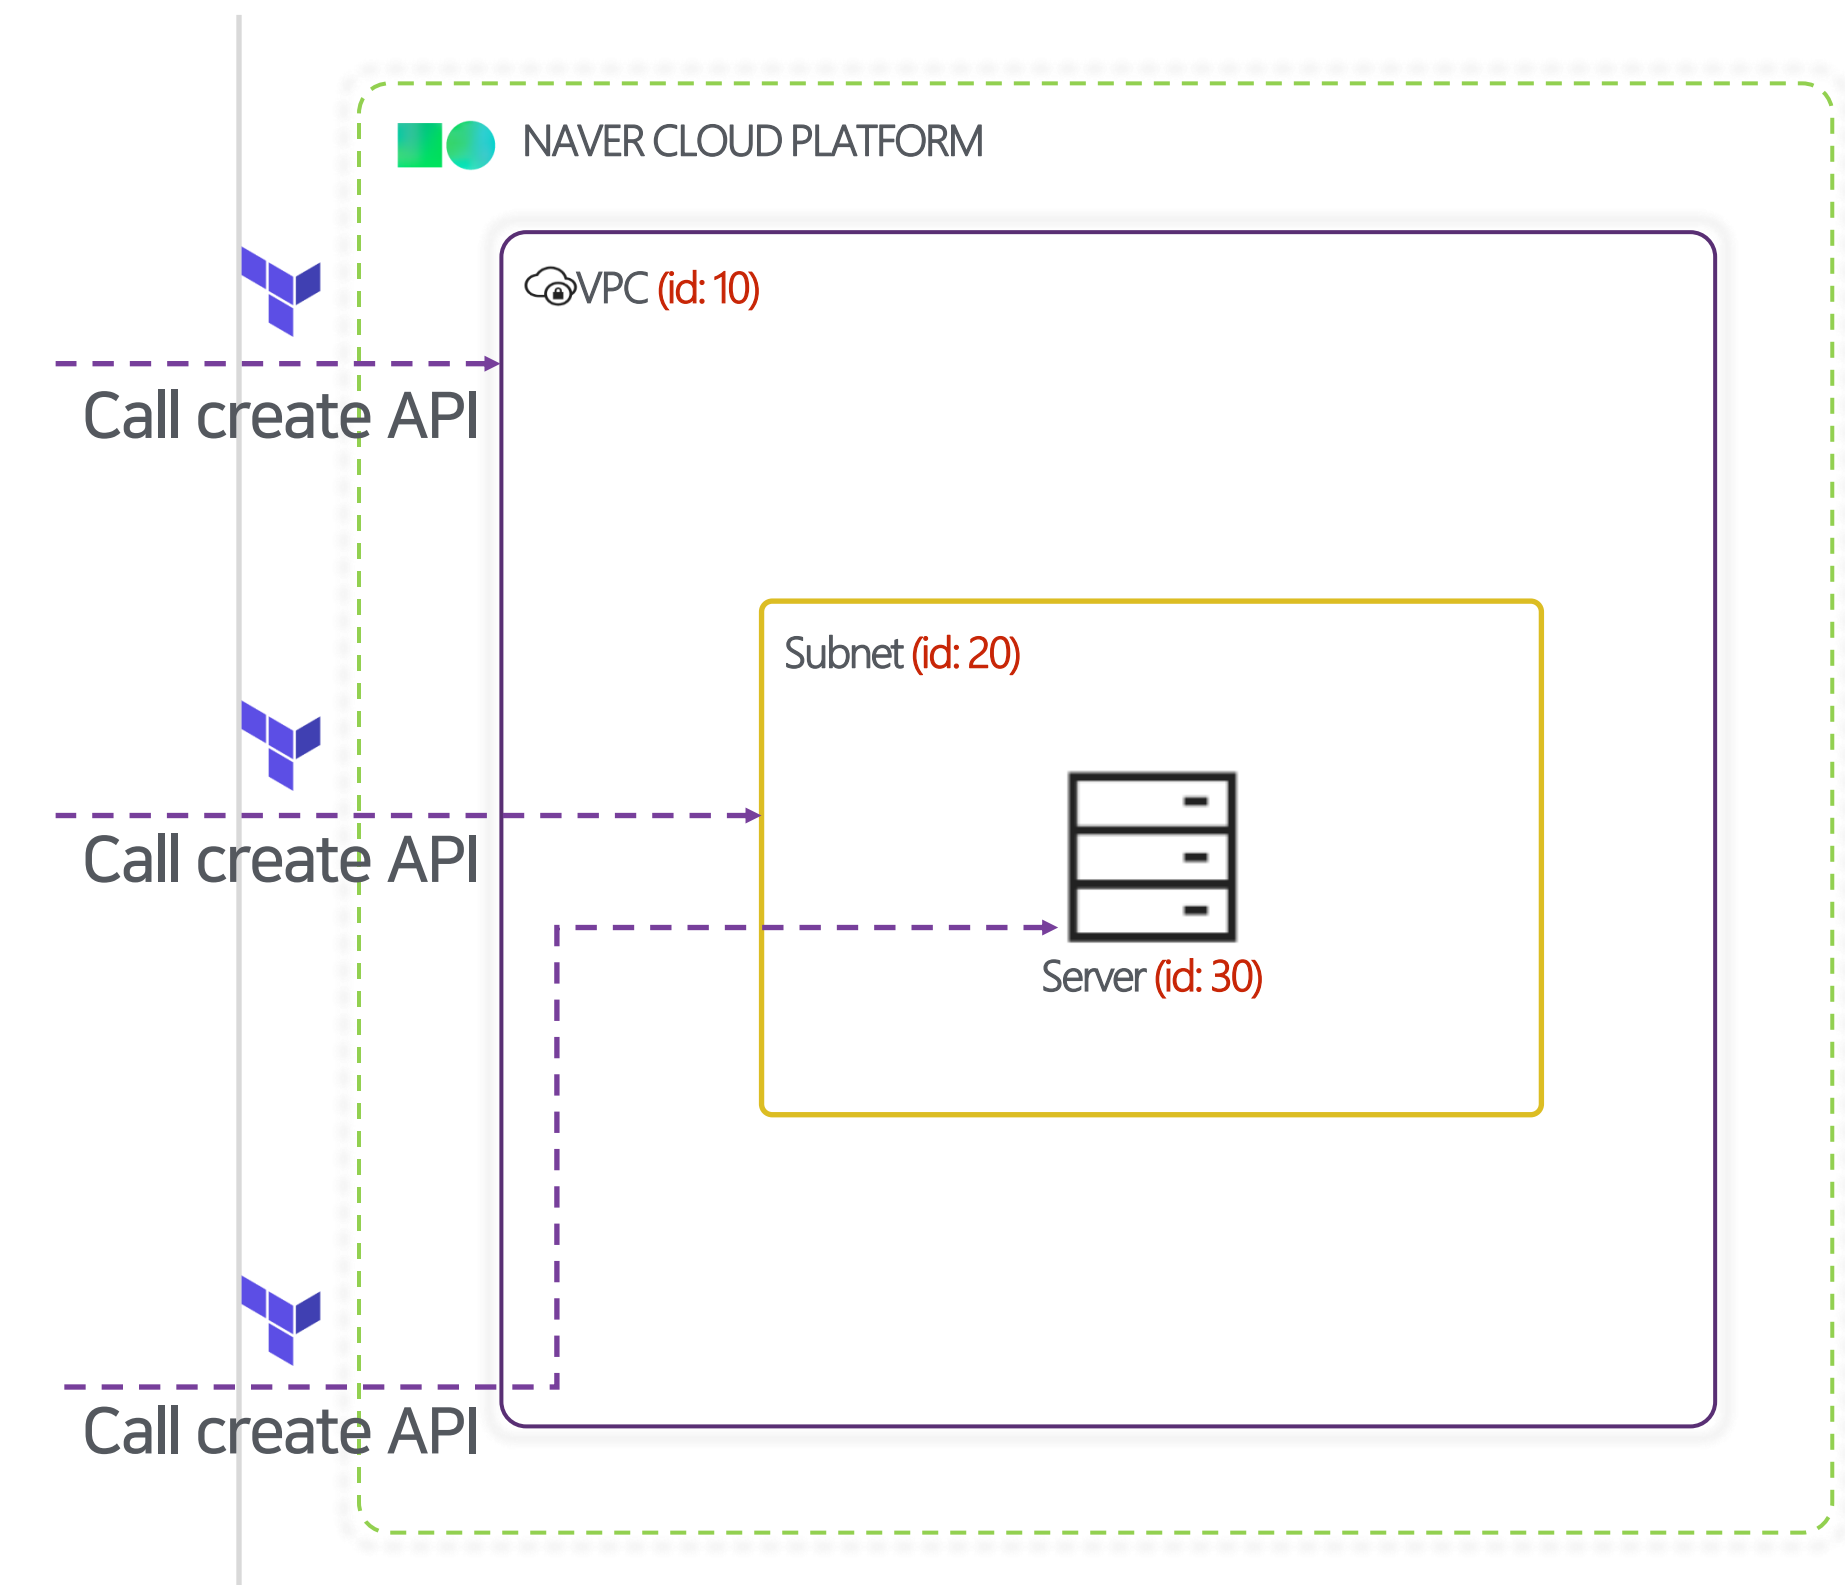 NAVER CLOUD PLATFORM
VPC (id: 10)
Call create API
Subnet (id: 20)
Call create API
Server (id: 30)
Call create API